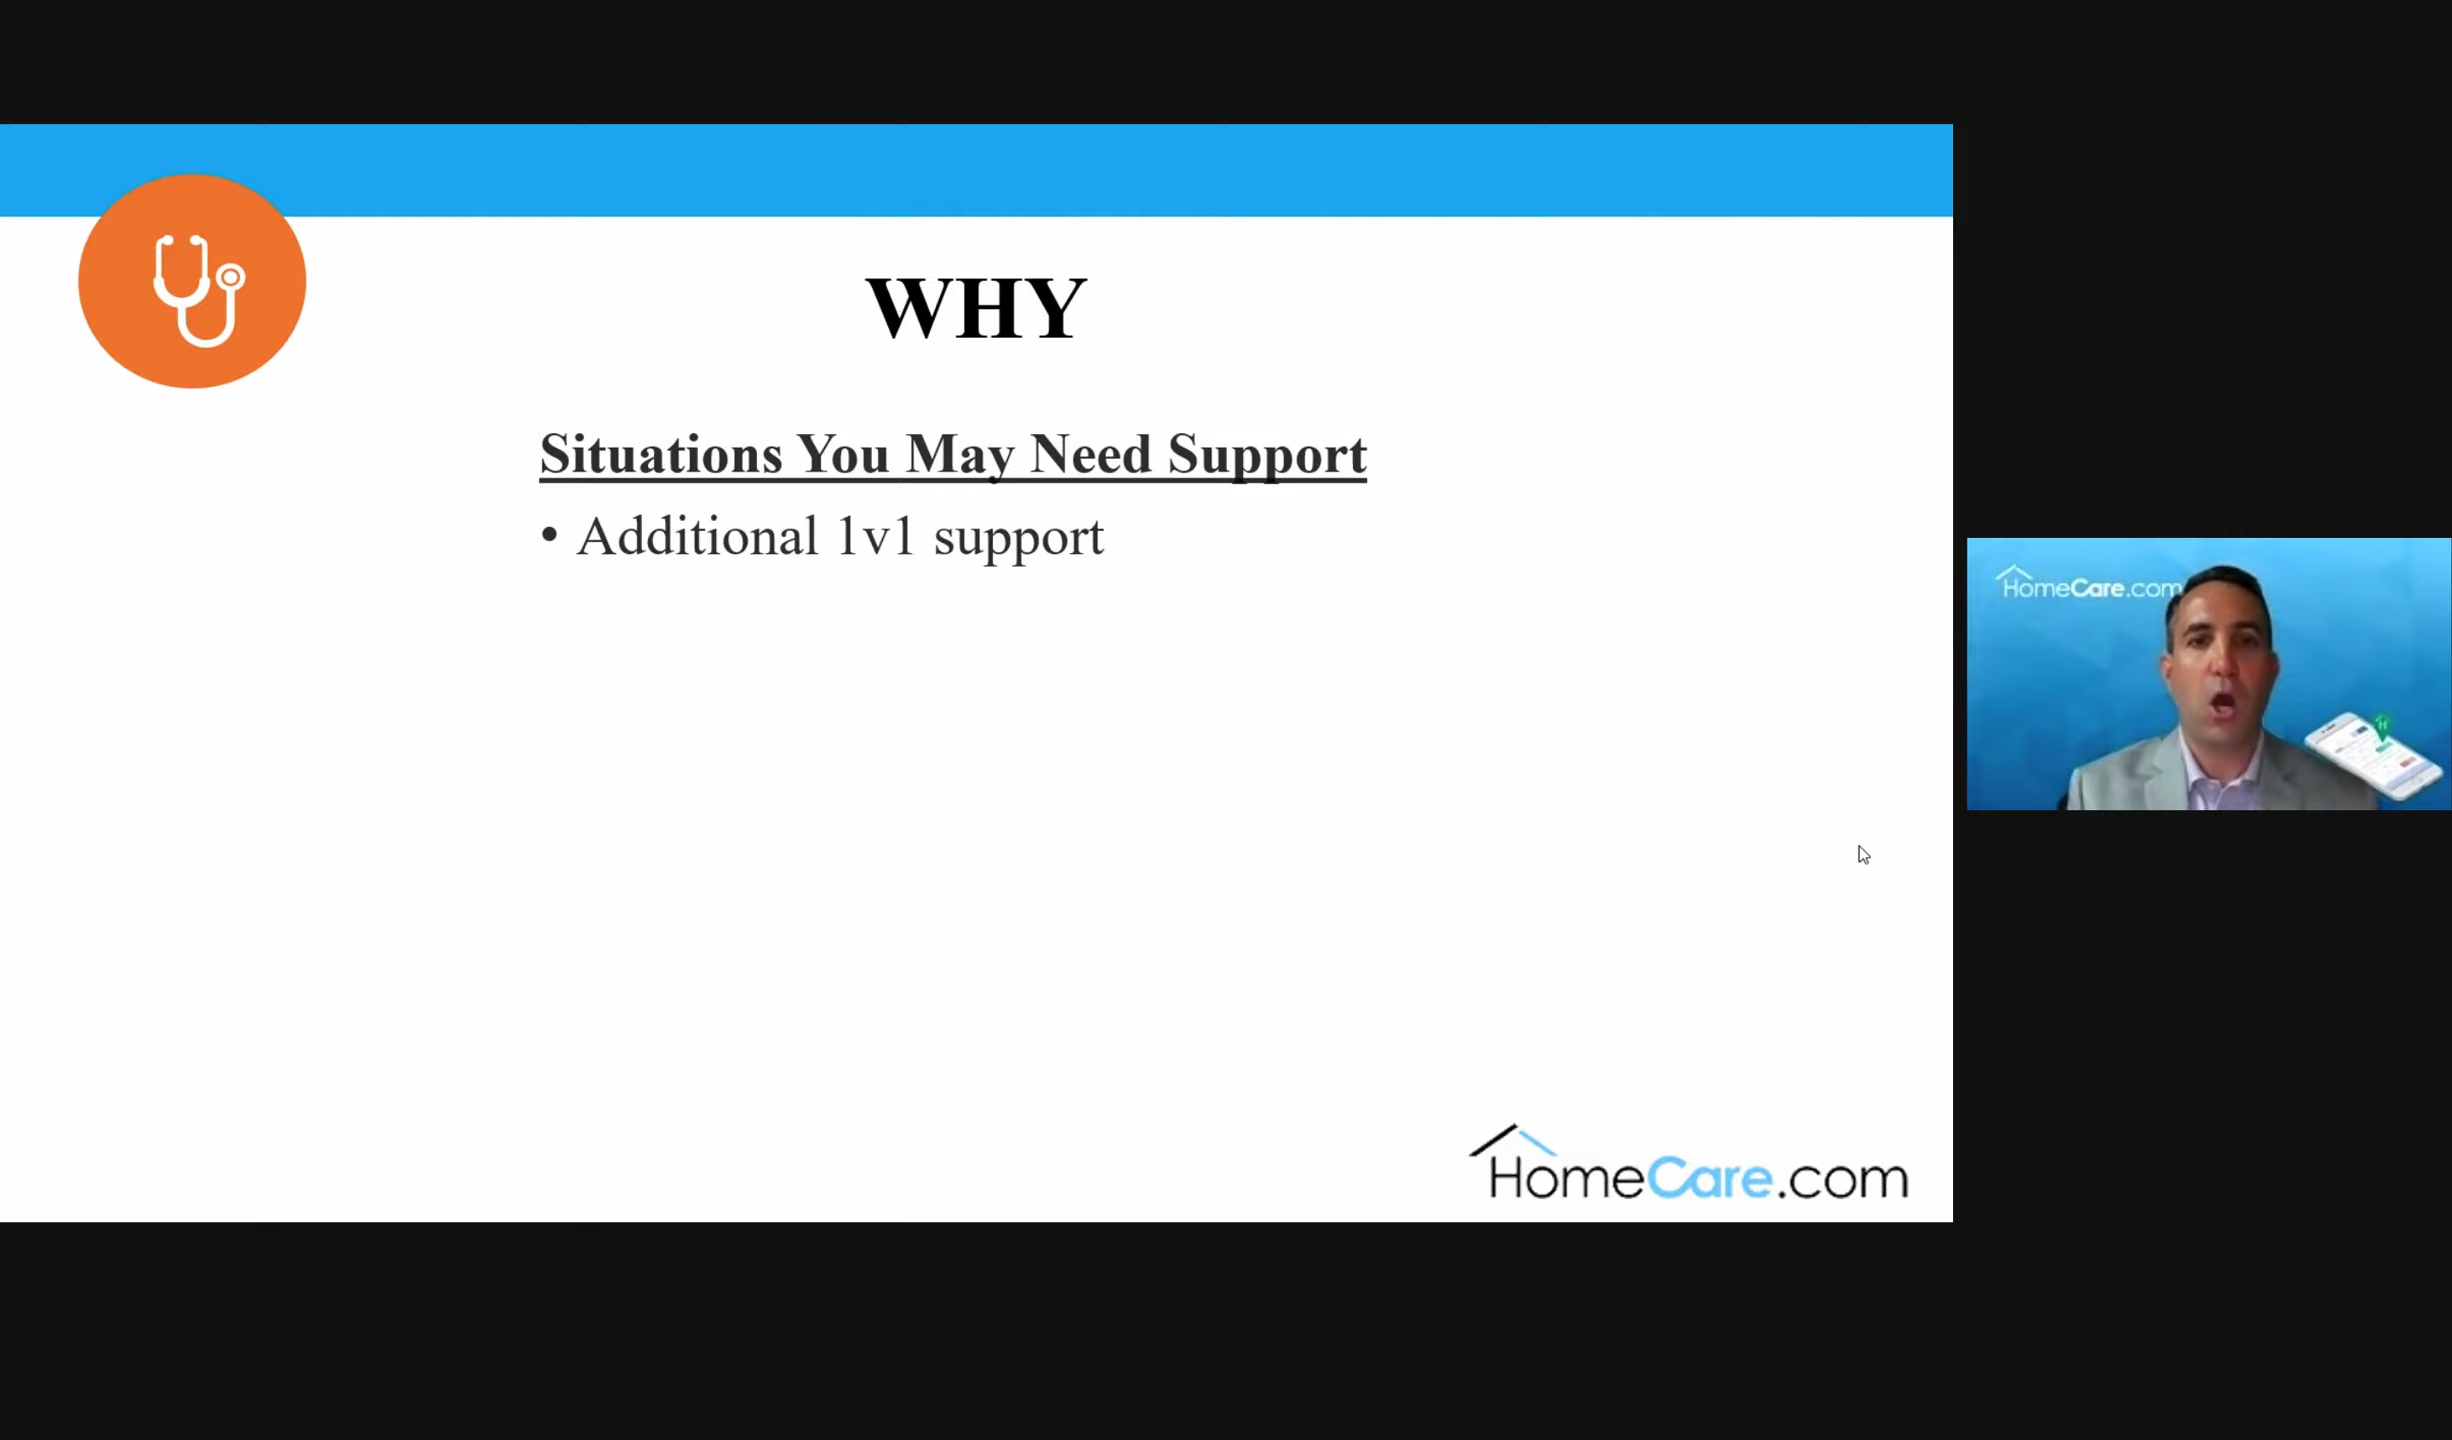 WHY
Situations You May Need Support
• Additional 1v1 support
HomeCare.com
HomeCare.com